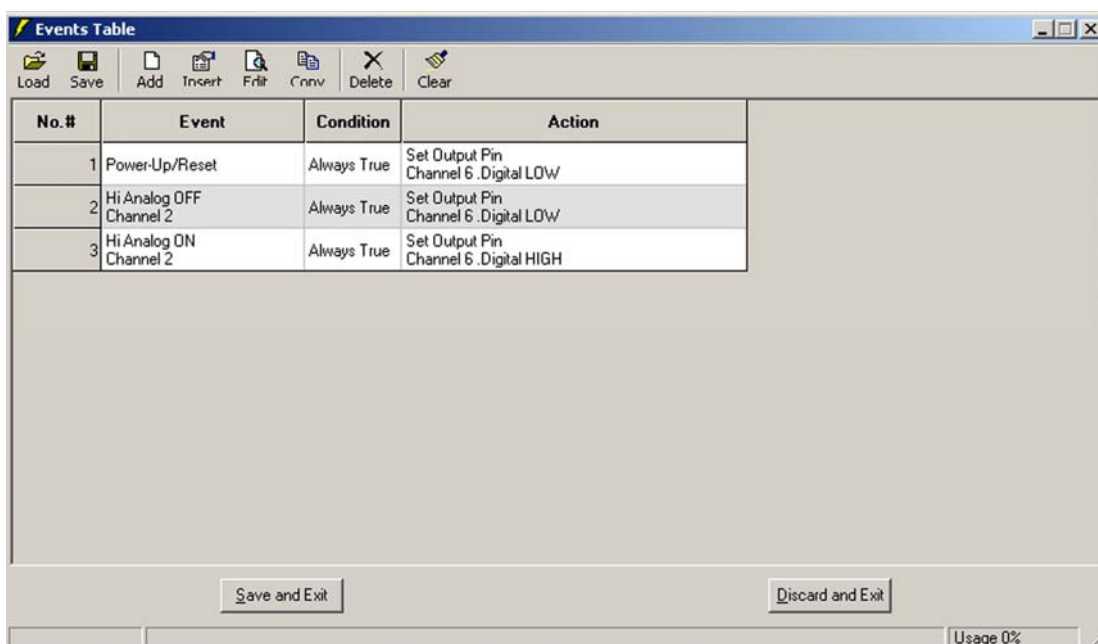 Events Table
Load Save Add Insert Edit Copy Delete Clear
No.# Event Condition Action
1 Power-Up/Reset Always True Set Output Pin
Channel 6 .Digital LOW
2 Hi Analog OFF
Channel 2 Always True Set Output Pin
Channel 6 .Digital LOW
3 Hi Analog ON
Channel 2 Always True Set Output Pin
Channel 6 .Digital HIGH
Save and Exit Discard and Exit
Usage 0%